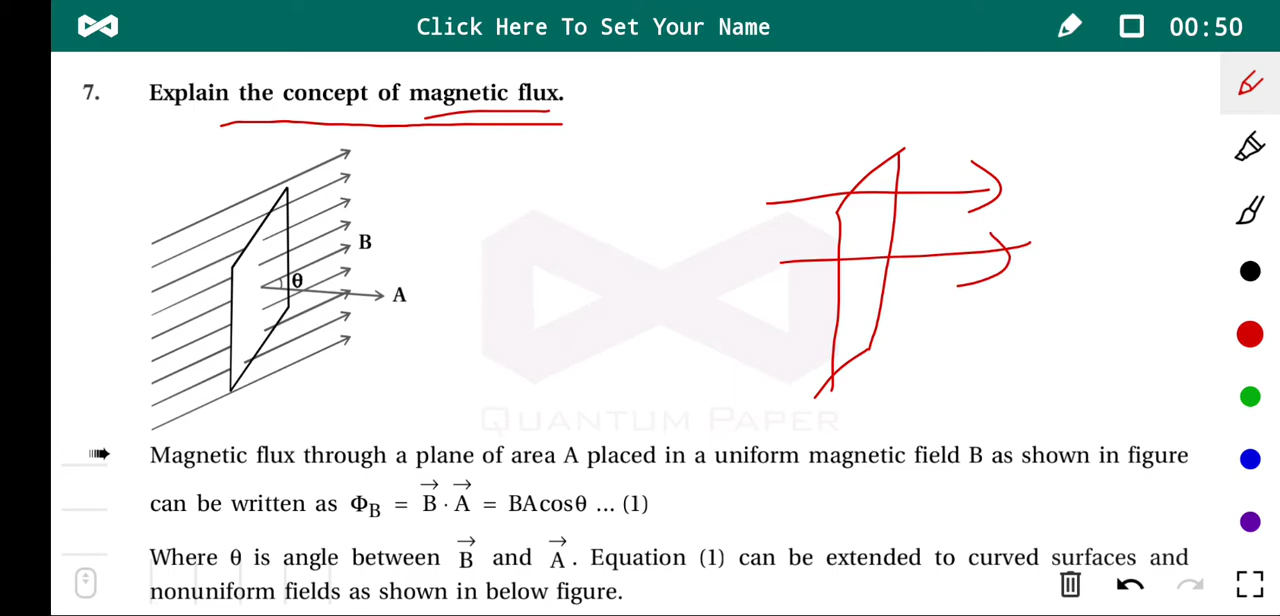 Click Here To Set Your Name
00:50
7. Explain the concept of magnetic flux.
B
θ
A
QUANTUM PAPER
Magnetic flux through a plane of area A placed in a uniform magnetic field B as shown in figure
can be written as Φ_B = B⃗ · A⃗ = BAcosθ ... (1)
Where θ is angle between B⃗ and A⃗. Equation (1) can be extended to curved surfaces and
nonuniform fields as shown in below figure.